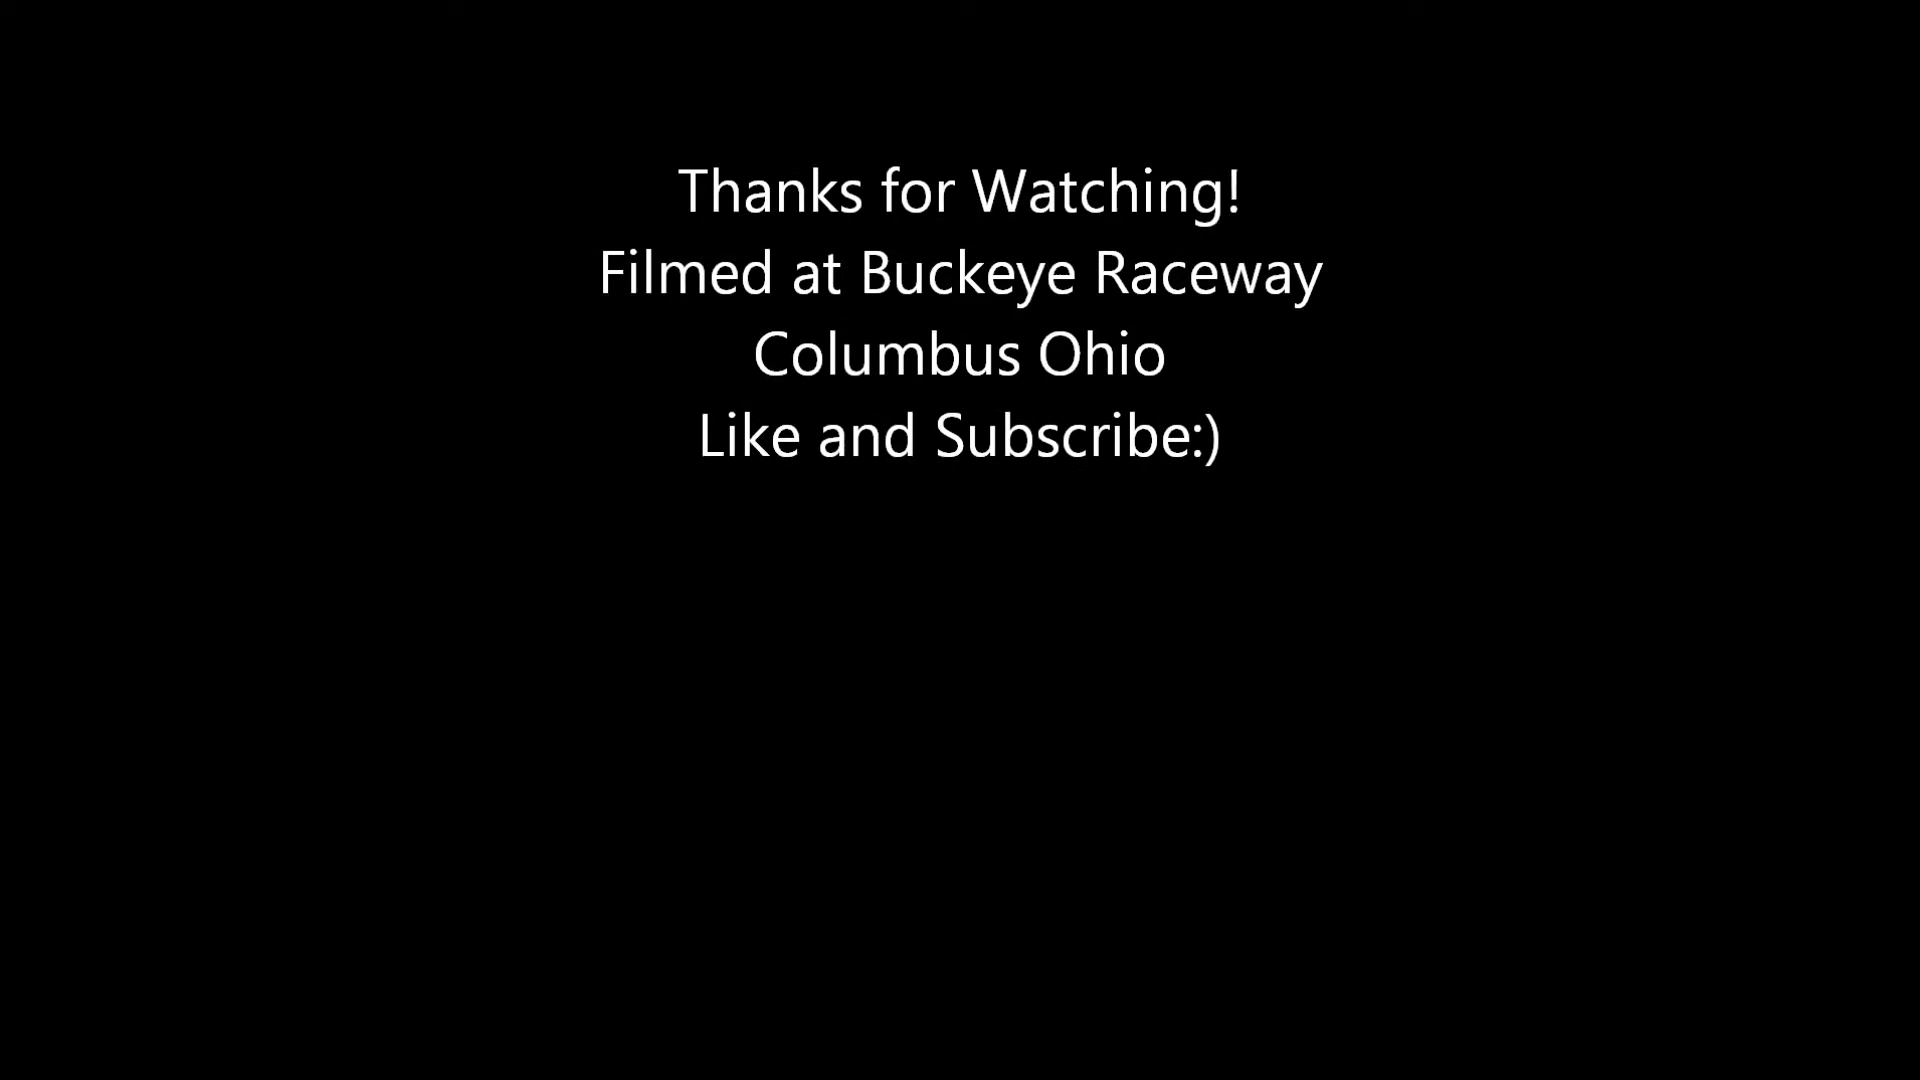 Thanks for Watching!
Filmed at Buckeye Raceway
Columbus Ohio
Like and Subscribe:)